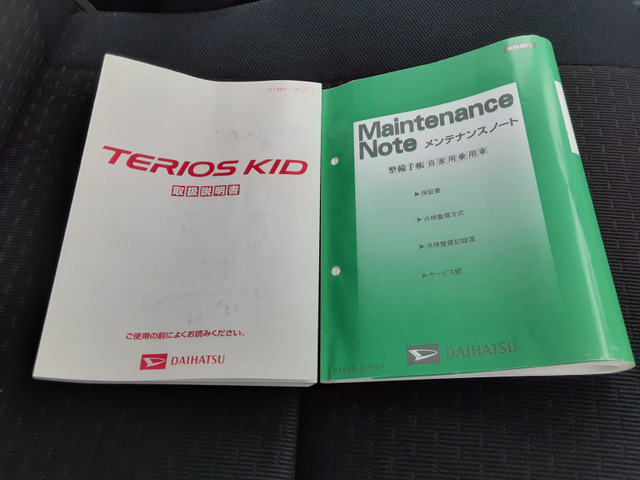 TERIOS KID
取扱説明書
ご使用の前によくお読みください。
DAIHATSU
Maintenance
Note メンテナンスノート
整備手帳 自家用乗用車
▶保証書
▶点検整備方式
▶点検整備記録簿
▶サービス網
DAIHATSU